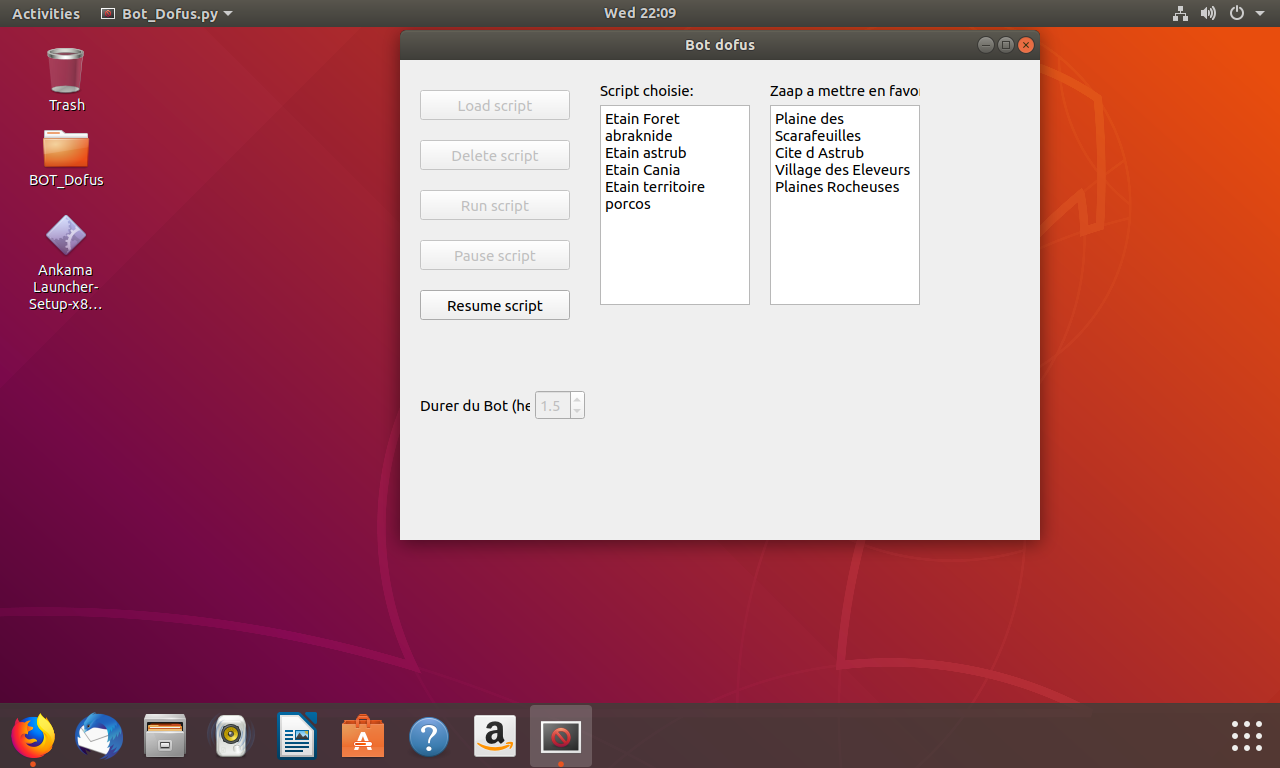 Activities
Bot_Dofus.py
Wed 22:09
Trash
BOT_Dofus
Ankama
Launcher-
Setup-x8…
Bot dofus
Load script
Delete script
Run script
Pause script
Resume script
Durer du Bot (he
1.5
Script choisie:
Etain Foret
abraknide
Etain astrub
Etain Cania
Etain territoire
porcos
Zaap a mettre en favo
Plaine des
Scarafeuilles
Cite d Astrub
Village des Eleveurs
Plaines Rocheuses